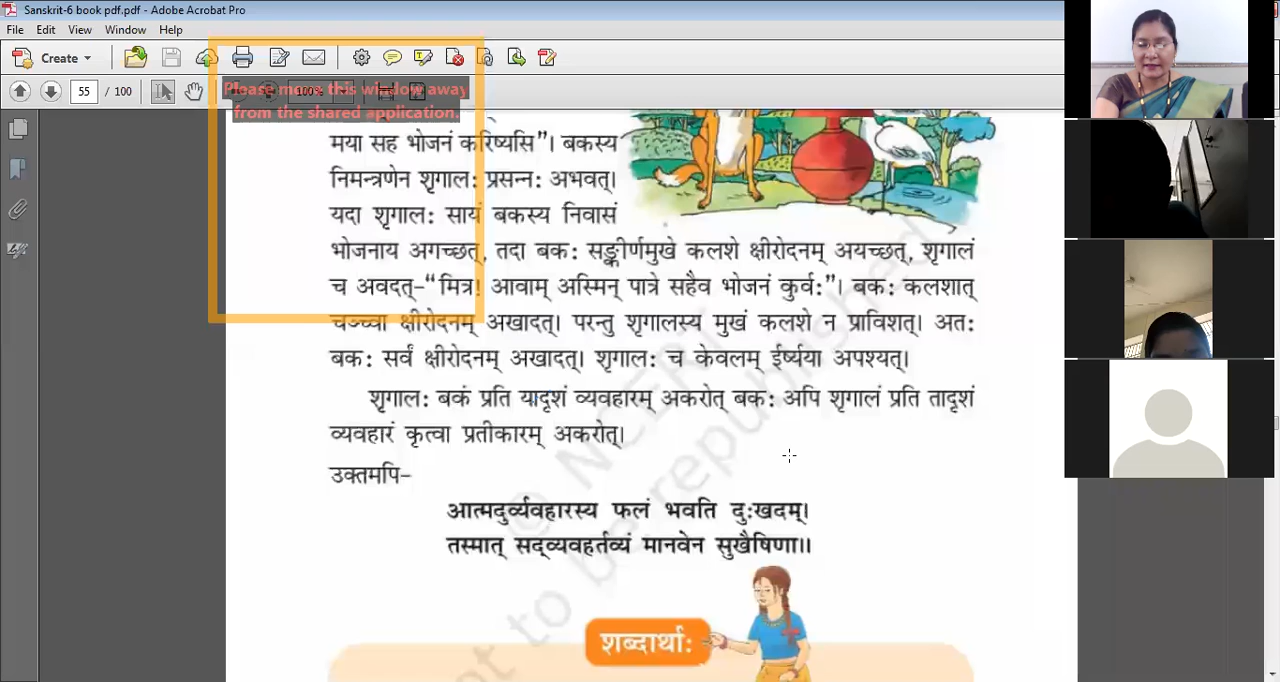 Sanskrit-6 book pdf.pdf - Adobe Acrobat Pro
File Edit View Window Help
Create
55 / 100
Please move this window away
from the shared application.
मया सह भोजनं करिष्यसि”। बकस्य
निमन्त्रणेन शृगालः प्रसन्नः अभवत्।
यदा शृगालः सायं बकस्य निवासं
भोजनाय अगच्छत्, तदा बकः सङ्कीर्णमुखे कलशे क्षीरोदनम् अयच्छत्, शृगालं
च अवदत्-“मित्र! आवाम् अस्मिन् पात्रे सहैव भोजनं कुर्वः”। बकः कलशात्
चञ्च्वा क्षीरोदनम् अखादत्। परन्तु शृगालस्य मुखं कलशे न प्राविशत्। अतः
बकः सर्वं क्षीरोदनम् अखादत्। शृगालः च केवलम् ईर्ष्यया अपश्यत्।
शृगालः बकं प्रति यादृशं व्यवहारम् अकरोत् बकः अपि शृगालं प्रति तादृशं
व्यवहारं कृत्वा प्रतीकारम् अकरोत्।
उक्तमपि-
आत्मदुर्व्यवहारस्य फलं भवति दुःखदम्।
तस्मात् सद्व्यवहर्तव्यं मानवेन सुखैषिणा॥
शब्दार्थाः
© NCERT
to be republished